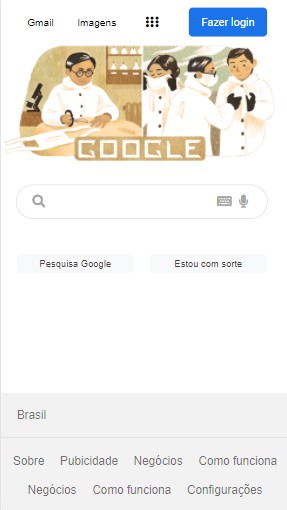 Gmail Imagens Fazer login
GOOGLE
Pesquisa Google Estou com sorte
Brasil
Sobre Pubicidade Negócios Como funciona
Negócios Como funciona Configurações